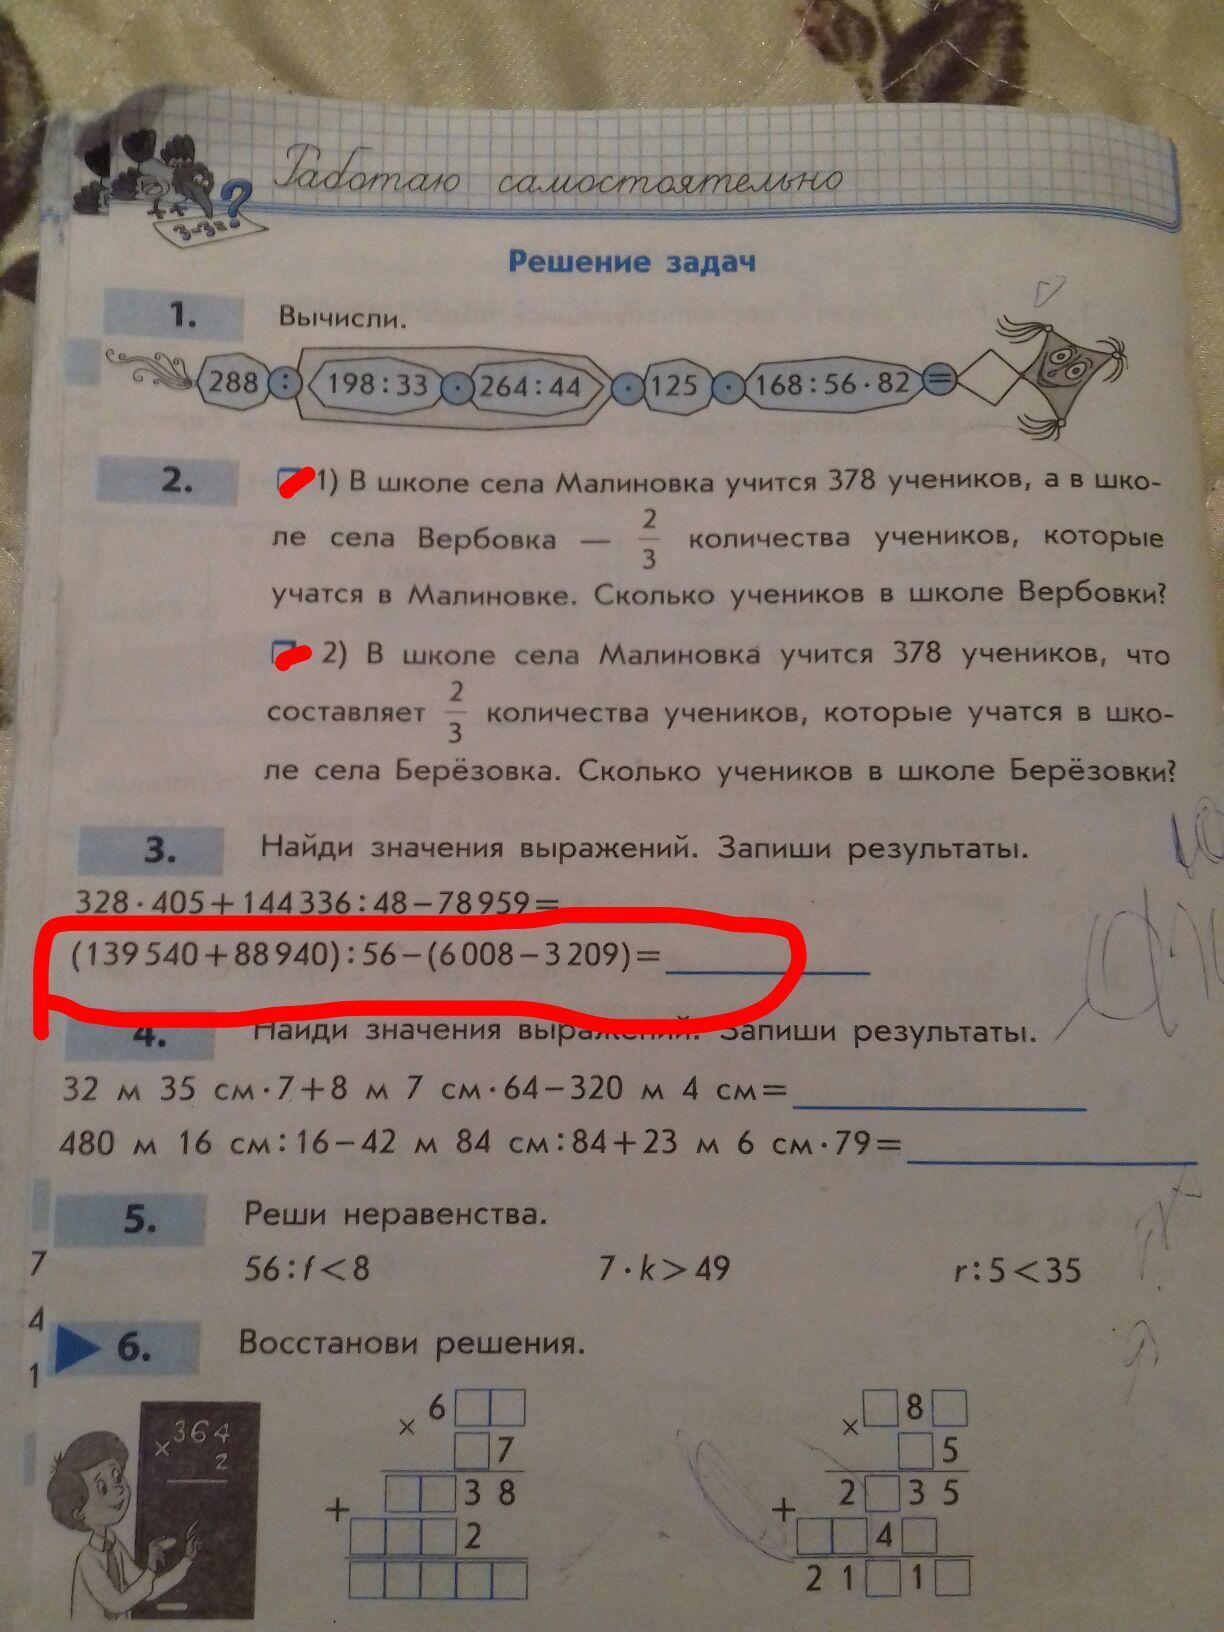 Работаю самостоятельно
3-3=?
Решение задач
1. Вычисли.
288 : 198:33 · 264:44 · 125 · 168:56·82 =
2. 1) В школе села Малиновка учится 378 учеников, а в шко-
ле села Вербовка — 2/3 количества учеников, которые
учатся в Малиновке. Сколько учеников в школе Вербовки?
2) В школе села Малиновка учится 378 учеников, что
составляет 2/3 количества учеников, которые учатся в шко-
ле села Берёзовка. Сколько учеников в школе Берёзовки?
3. Найди значения выражений. Запиши результаты.
328·405+144 336:48-78 959=
(139 540+88 940):56-(6 008-3 209)=
4. Найди значения выражений. Запиши результаты.
32 м 35 см·7+8 м 7 см·64-320 м 4 см=
480 м 16 см:16-42 м 84 см:84+23 м 6 см·79=
5. Реши неравенства.
56:f<8 7·k>49 r:5<35
7
4
1
6. Восстанови решения.
×364
2
× 6
7
38
+ 2
× 8
5
2 35
+ 4
21 1